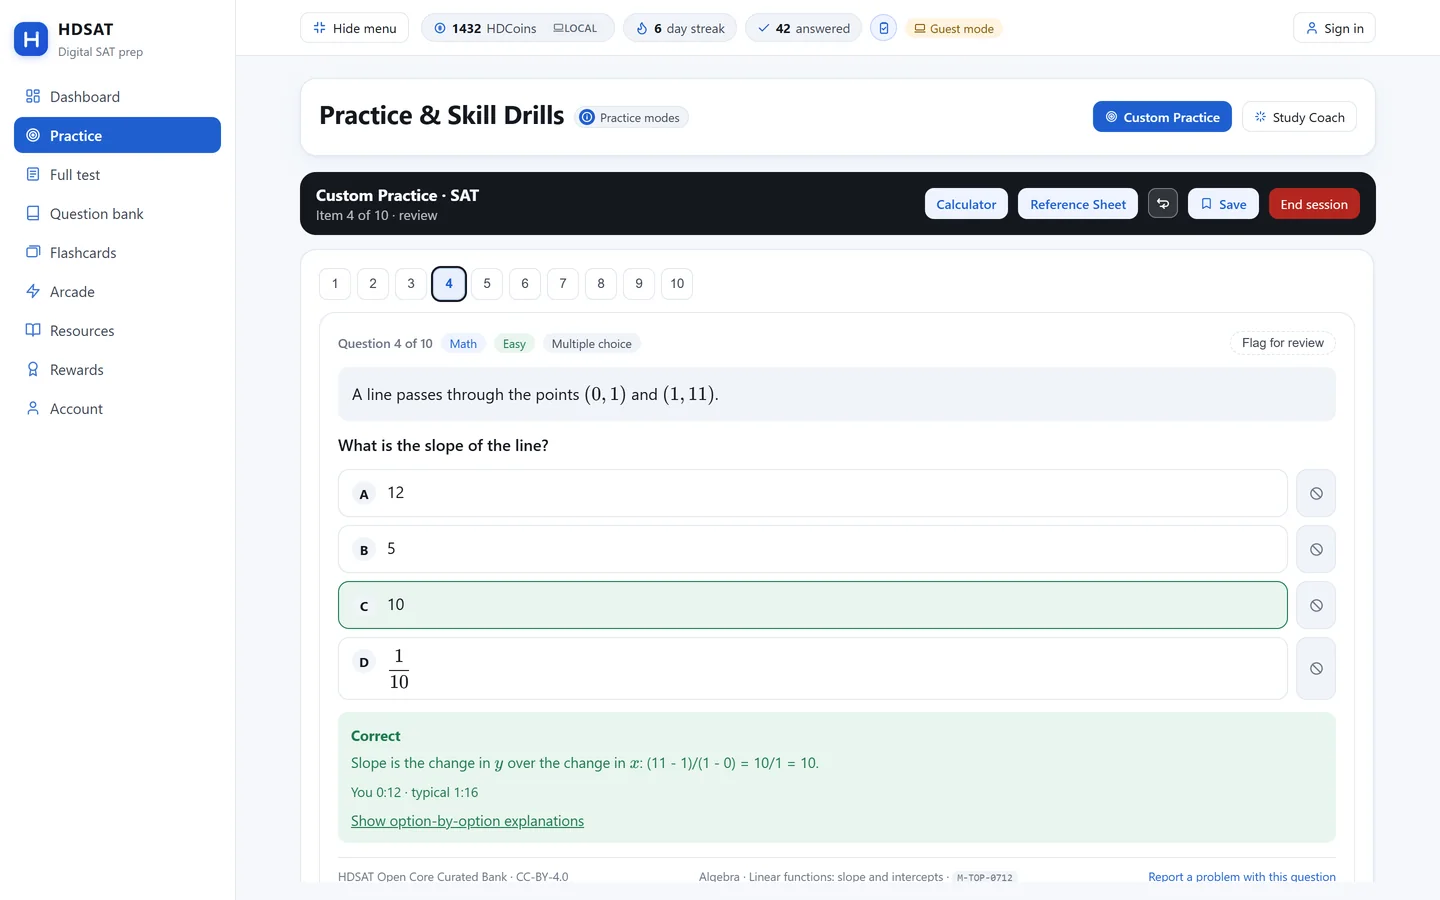 HDSAT
Digital SAT prep
Dashboard
Practice
Full test
Question bank
Flashcards
Arcade
Resources
Rewards
Account
Hide menu
1432 HDCoins LOCAL
6 day streak
42 answered
Guest mode
Sign in
Practice & Skill Drills
Practice modes
Custom Practice
Study Coach
Custom Practice · SAT
Item 4 of 10 · review
Calculator
Reference Sheet
Save
End session
1 2 3 4 5 6 7 8 9 10
Question 4 of 10 Math Easy Multiple choice
Flag for review
A line passes through the points (0, 1) and (1, 11).
What is the slope of the line?
A 12
B 5
C 10
D 1/10
Correct
Slope is the change in y over the change in x: (11 - 1)/(1 - 0) = 10/1 = 10.
You 0:12 · typical 1:16
Show option-by-option explanations
HDSAT Open Core Curated Bank · CC-BY-4.0
Algebra · Linear functions: slope and intercepts · M-TOP-0712
Report a problem with this question